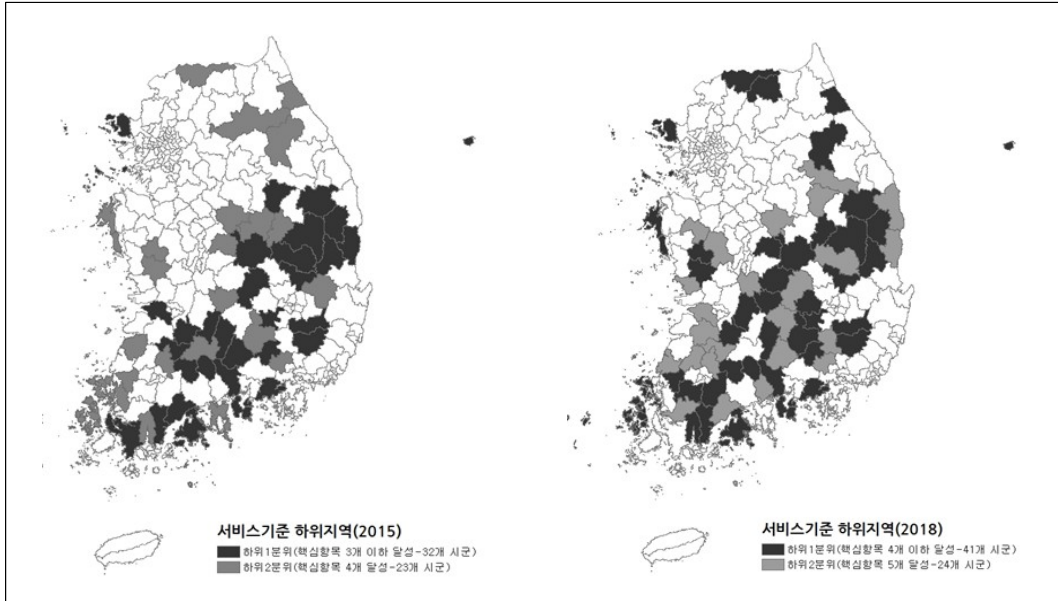 서비스기준 하위지역(2015)
하위1분위(핵심항목 3개 이하 달성-32개 시군)
하위2분위(핵심항목 4개 달성-23개 시군)
서비스기준 하위지역(2018)
하위1분위(핵심항목 4개 이하 달성-41개 시군)
하위2분위(핵심항목 5개 달성-24개 시군)